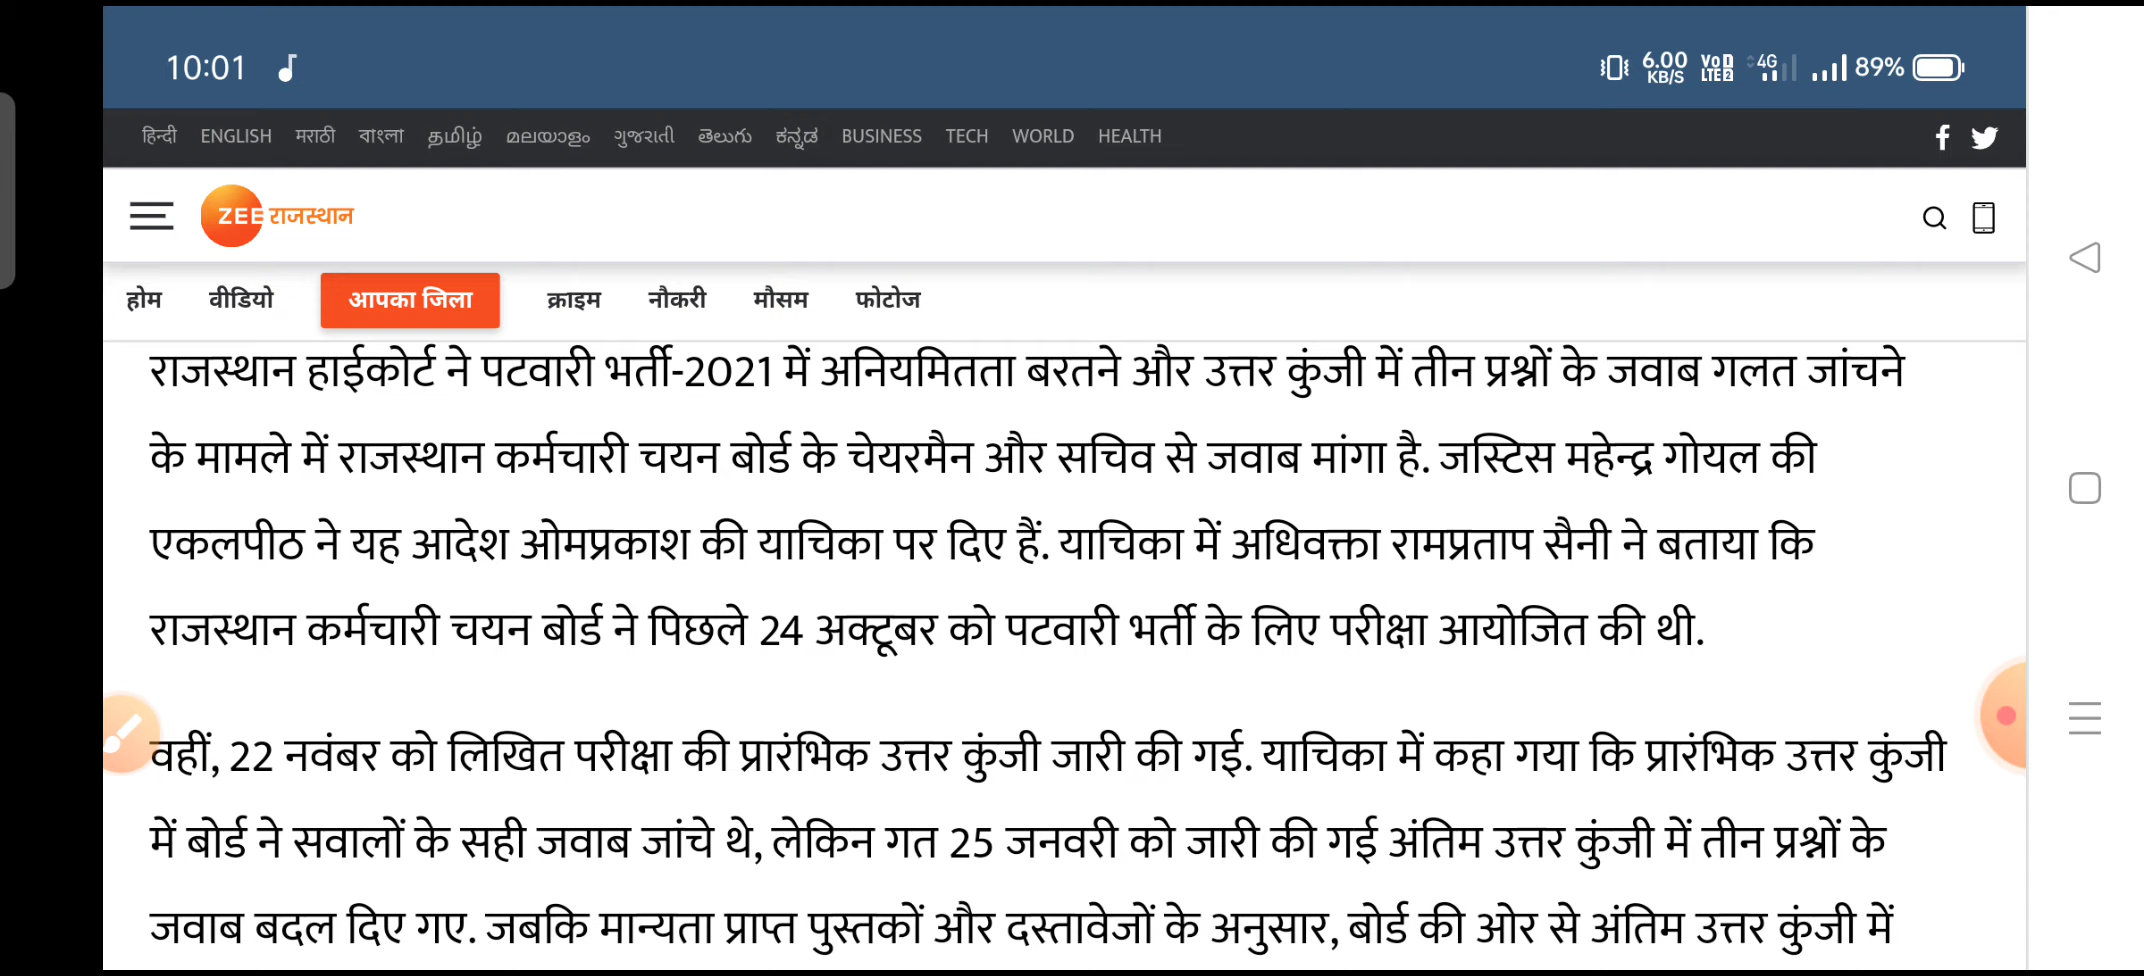 10:01 6.00 KB/S VoD LTE2 4G 89%
हिन्दी ENGLISH मराठी বাংলা தமிழ் മലയാളം ગુજરાતી తెలుగు ಕನ್ನಡ BUSINESS TECH WORLD HEALTH
ZEE राजस्थान
होम वीडियो आपका जिला क्राइम नौकरी मौसम फोटोज
राजस्थान हाईकोर्ट ने पटवारी भर्ती-2021 में अनियमितता बरतने और उत्तर कुंजी में तीन प्रश्नों के जवाब गलत जांचने
के मामले में राजस्थान कर्मचारी चयन बोर्ड के चेयरमैन और सचिव से जवाब मांगा है. जस्टिस महेन्द्र गोयल की
एकलपीठ ने यह आदेश ओमप्रकाश की याचिका पर दिए हैं. याचिका में अधिवक्ता रामप्रताप सैनी ने बताया कि
राजस्थान कर्मचारी चयन बोर्ड ने पिछले 24 अक्टूबर को पटवारी भर्ती के लिए परीक्षा आयोजित की थी.
वहीं, 22 नवंबर को लिखित परीक्षा की प्रारंभिक उत्तर कुंजी जारी की गई. याचिका में कहा गया कि प्रारंभिक उत्तर कुंजी
में बोर्ड ने सवालों के सही जवाब जांचे थे, लेकिन गत 25 जनवरी को जारी की गई अंतिम उत्तर कुंजी में तीन प्रश्नों के
जवाब बदल दिए गए. जबकि मान्यता प्राप्त पुस्तकों और दस्तावेजों के अनुसार, बोर्ड की ओर से अंतिम उत्तर कुंजी में